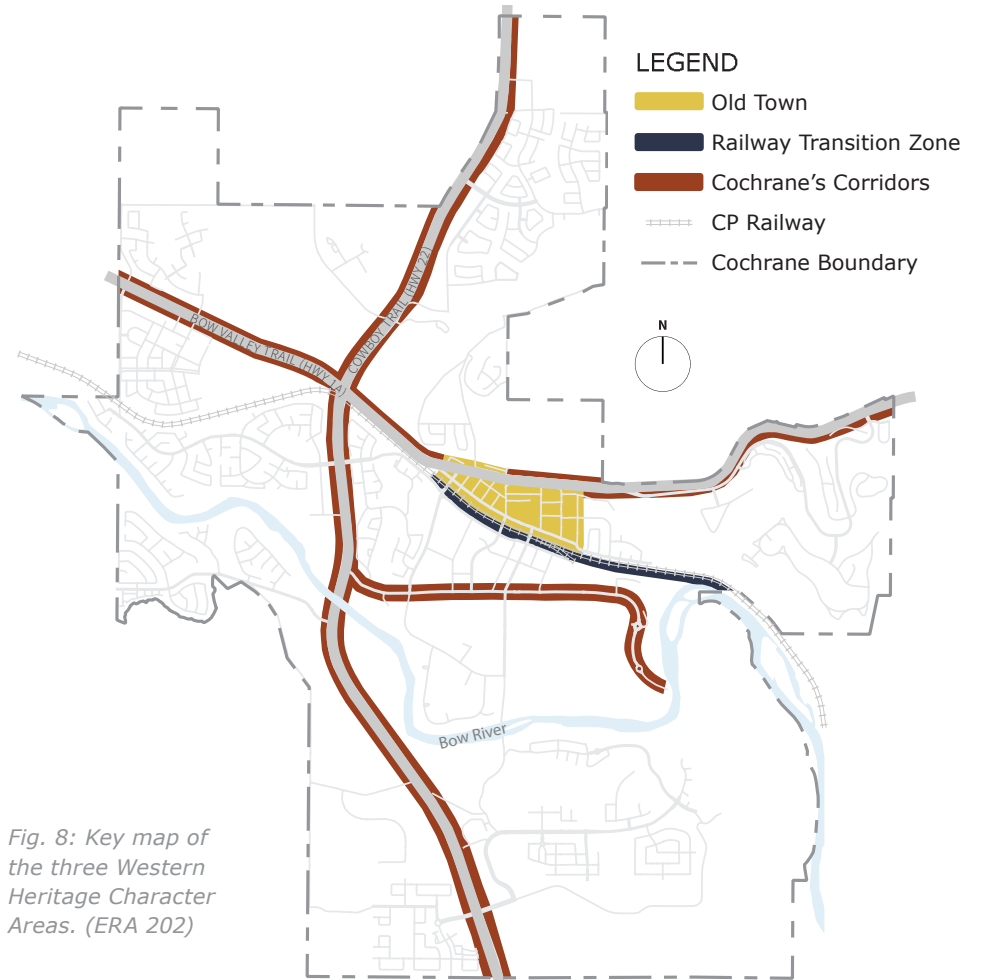 LEGEND
Old Town
Railway Transition Zone
Cochrane's Corridors
CP Railway
Cochrane Boundary
N
COWBOY TRAIL (HWY 22)
BOW VALLEY TRAIL (HWY 1A)
Bow River
Fig. 8: Key map of
the three Western
Heritage Character
Areas. (ERA 202)